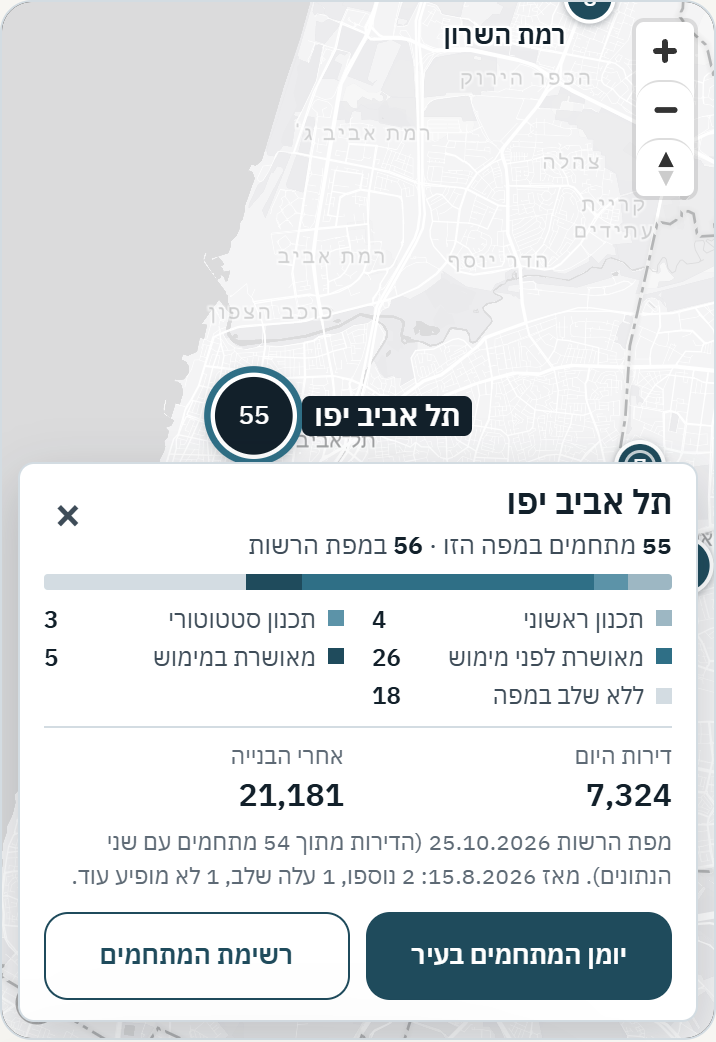 רמת השרון
הכפר הירוק
רמת אביב ג'
צהלה
קריית
עתידים
רמת אביב
הדר יוסף
כוכב הצפון
55
תל אביב יפו
תל אביב
תל אביב יפו
×
55 מתחמים במפה הזו · 56 במפת הרשות
תכנון ראשוני 4
תכנון סטטוטורי 3
מאושרת לפני מימוש 26
מאושרת במימוש 5
ללא שלב במפה 18
דירות היום
7,324
אחרי הבנייה
21,181
מפת הרשות 25.10.2026 (הדירות מתוך 54 מתחמים עם שני
הנתונים). מאז 15.8.2026: 2 נוספו, 1 עלה שלב, 1 לא מופיע עוד.
יומן המתחמים בעיר
רשימת המתחמים